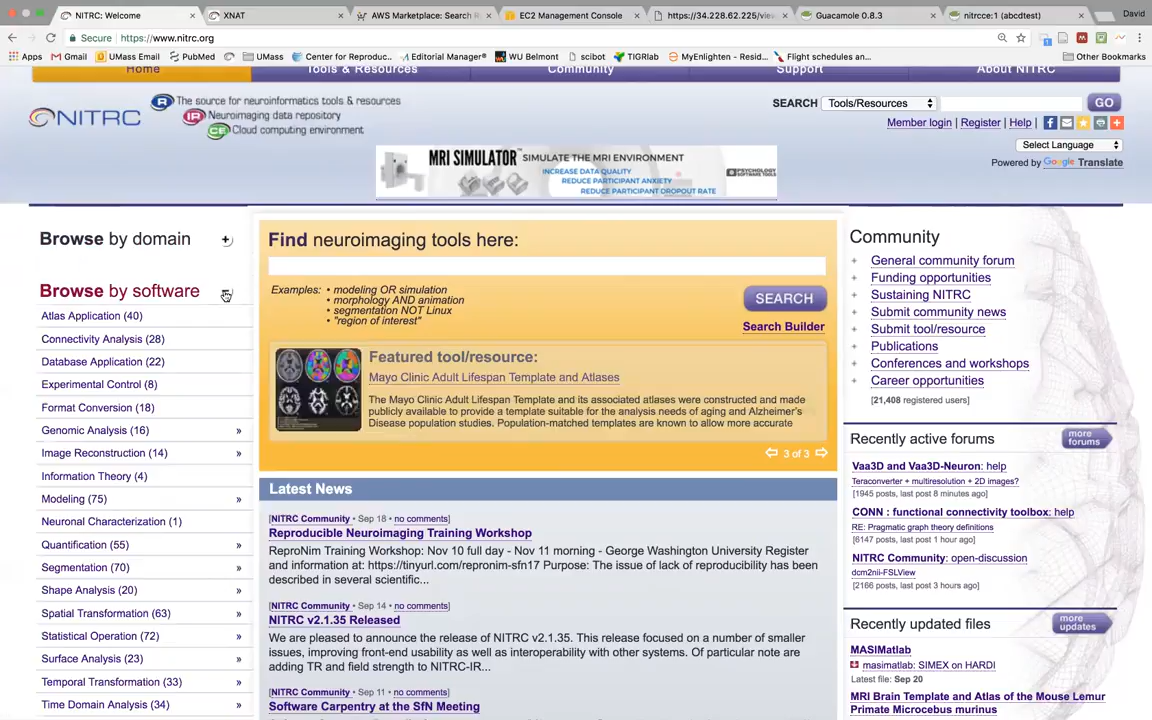 NITRC: Welcome
XNAT
AWS Marketplace: Search R
EC2 Management Console
https://34.228.62.225/view
Guacamole 0.8.3
nitrcce:1 (abcdtest)
David
Secure
https://www.nitrc.org
Apps
Gmail
UMass Email
PubMed
UMass
Center for Reproduc..
Editorial Manager®
WU Belmont
scibot
TIGRlab
MyEnlighten - Resid...
Flight schedules an...
Other Bookmarks
Home
Tools & Resources
Community
Support
About NITRC
NITRC
R The source for neuroinformatics tools & resources
IR Neuroimaging data repository
CE Cloud computing environment
SEARCH Tools/Resources GO
Member login | Register | Help |
Select Language
Powered by Google Translate
MRI SIMULATOR™ SIMULATE THE MRI ENVIRONMENT
INCREASE DATA QUALITY
REDUCE PARTICIPANT ANXIETY
REDUCE PARTICIPANT DROPOUT RATE
PSYCHOLOGY
SOFTWARE TOOLS
Browse by domain
Browse by software
Atlas Application (40)
Connectivity Analysis (28)
Database Application (22)
Experimental Control (8)
Format Conversion (18)
Genomic Analysis (16) »
Image Reconstruction (14) »
Information Theory (4)
Modeling (75) »
Neuronal Characterization (1)
Quantification (55) »
Segmentation (70) »
Shape Analysis (20) »
Spatial Transformation (63) »
Statistical Operation (72) »
Surface Analysis (23) »
Temporal Transformation (33) »
Time Domain Analysis (34) »
Find neuroimaging tools here:
Examples: • modeling OR simulation
• morphology AND animation
• segmentation NOT Linux
• "region of interest"
SEARCH
Search Builder
Featured tool/resource:
Mayo Clinic Adult Lifespan Template and Atlases
The Mayo Clinic Adult Lifespan Template and its associated atlases were constructed and made
publicly available to provide a template suitable for the analysis needs of aging and Alzheimer's
Disease population studies. Population-matched templates are known to allow more accurate
3 of 3
Latest News
[NITRC Community • Sep 18 • no comments]
Reproducible Neuroimaging Training Workshop
ReproNim Training Workshop: Nov 10 full day - Nov 11 morning - George Washington University Register
and information at: https://tinyurl.com/repronim-sfn17 Purpose: The issue of lack of reproducibility has been
described in several scientific...
[NITRC Community • Sep 14 • no comments]
NITRC v2.1.35 Released
We are pleased to announce the release of NITRC v2.1.35. This release focused on a number of smaller
issues, improving front-end usability as well as interoperability with other systems. Of particular note are
adding TR and field strength to NITRC-IR...
[NITRC Community • Sep 11 • no comments]
Software Carpentry at the SfN Meeting
Community
General community forum
Funding opportunities
Sustaining NITRC
Submit community news
Submit tool/resource
Publications
Conferences and workshops
Career opportunities
[21,408 registered users]
Recently active forums
more forums
Vaa3D and Vaa3D-Neuron: help
Teraconverter + multiresolution + 2D images?
[1945 posts, last post 8 minutes ago]
CONN : functional connectivity toolbox: help
RE: Pragmatic graph theory definitions
[6147 posts, last post 1 hour ago]
NITRC Community: open-discussion
dcm2nii-FSLView
[2166 posts, last post 3 hours ago]
Recently updated files
more updates
MASIMatlab
masimatlab: SIMEX on HARDI
Latest file: Sep 20
MRI Brain Template and Atlas of the Mouse Lemur
Primate Microcebus murinus